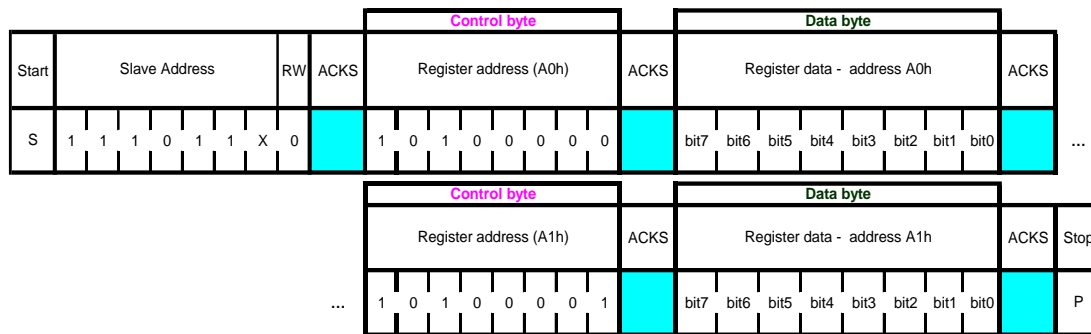 Control byte Data byte
Start Slave Address RW ACKS Register address (A0h) ACKS Register data - address A0h ACKS
S 1 1 1 0 1 1 X 0 1 0 1 0 0 0 0 0 bit7 bit6 bit5 bit4 bit3 bit2 bit1 bit0 ...
Control byte Data byte
Register address (A1h) ACKS Register data - address A1h ACKS Stop
... 1 0 1 0 0 0 0 1 bit7 bit6 bit5 bit4 bit3 bit2 bit1 bit0 P